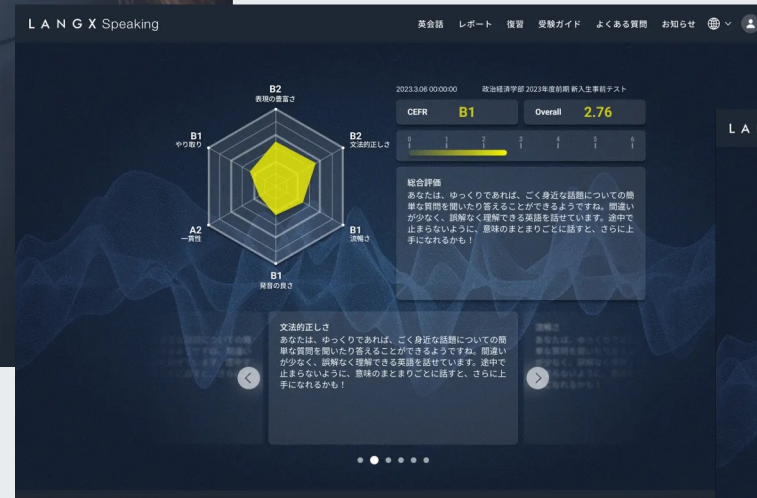 LANGX Speaking
英会話 レポート 復習 受験ガイド よくある質問 お知らせ
2023.3.06 00:00:00 政治経済学部 2023年度前期 新入生事前テスト
CEFR B1 Overall 2.76
0 1 2 3 4 5 6
B2
表現の豊富さ
B2
文法的正しさ
B1
流暢さ
B1
発音の良さ
A2
一貫性
B1
やり取り
総合評価
あなたは、ゆっくりであれば、ごく身近な話題についての簡
単な質問を聞いたり答えることができるようですね。間違い
が少なく、誤解なく理解できる英語を話せています。途中で
止まらないように、意味のまとまりごとに話すと、さらに上
手になれるかも！
文法的正しさ
あなたは、ゆっくりであれば、ごく身近な話題についての簡
単な質問を聞いたり答えることができるようですね。間違い
が少なく、誤解なく理解できる英語を話せています。途中で
止まらないように、意味のまとまりごとに話すと、さらに上
手になれるかも！
流暢さ
LA